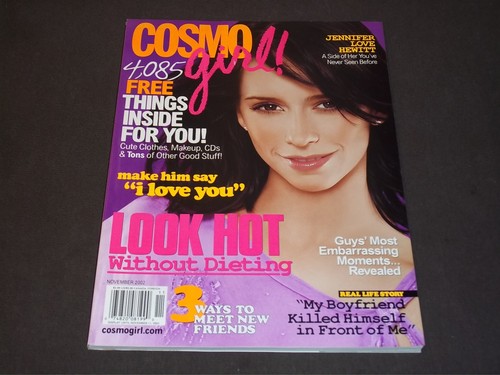 COSMO
girl!
JENNIFER
LOVE
HEWITT
A Side of Her You've
Never Seen Before
4,085
FREE
THINGS
INSIDE
FOR YOU!
Cute Clothes, Makeup, CDs
& Tons of Other Good Stuff!
make him say
"i love you"
LOOK HOT
Without Dieting
Guys' Most
Embarrassing
Moments...
Revealed
NOVEMBER 2002
3 WAYS TO
MEET NEW
FRIENDS
REAL LIFE STORY
"My Boyfriend
Killed Himself
in Front of Me"
cosmogirl.com